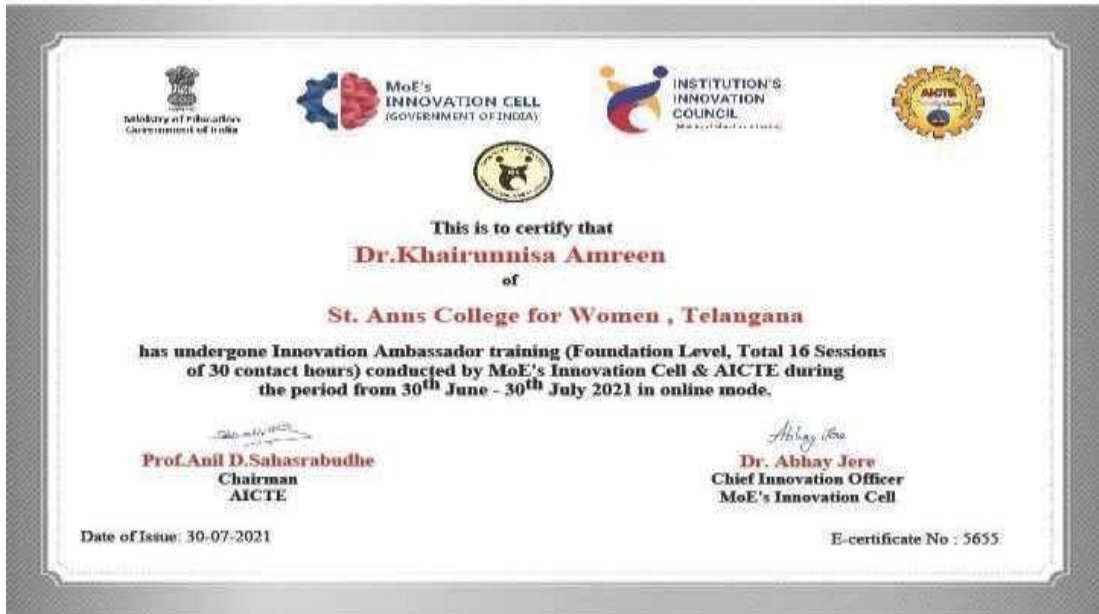 Ministry of Education
Government of India
MoE's
INNOVATION CELL
(GOVERNMENT OF INDIA)
INSTITUTION'S
INNOVATION
COUNCIL
AICTE
This is to certify that
Dr.Khairunnisa Amreen
of
St. Anns College for Women , Telangana
has undergone Innovation Ambassador training (Foundation Level, Total 16 Sessions
of 30 contact hours) conducted by MoE's Innovation Cell & AICTE during
the period from 30th June - 30th July 2021 in online mode.
Abhay Jere
Prof.Anil D.Sahasrabudhe
Chairman
AICTE
Dr. Abhay Jere
Chief Innovation Officer
MoE's Innovation Cell
Date of Issue: 30-07-2021
E-certificate No : 5655